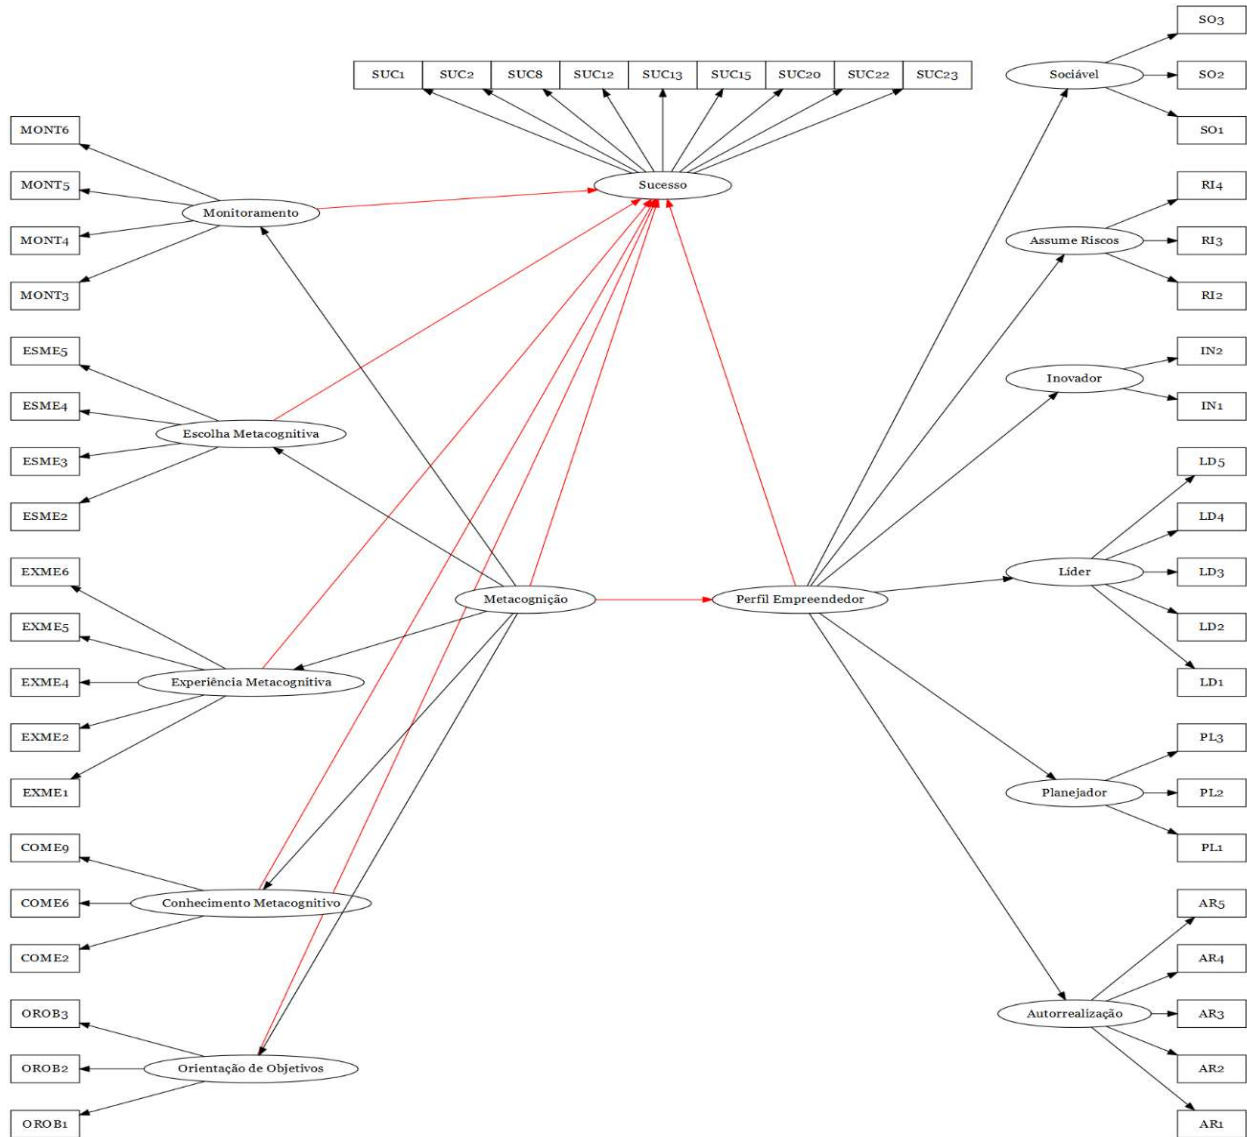 SO3
SUC1 SUC2 SUC8 SUC12 SUC13 SUC15 SUC20 SUC22 SUC23
Sociável
SO2
MONT6
SO1
MONT5
Sucesso
RI4
Monitoramento
MONT4
Assume Riscos
RI3
MONT3
RI2
ESME5
IN2
Inovador
ESME4
IN1
Escolha Metacognitiva
ESME3
LD5
ESME2
LD4
EXME6
Líder
LD3
Metacognição
Perfil Empreendedor
EXME5
LD2
EXME4
Experiência Metacognitiva
LD1
EXME2
PL3
EXME1
Planejador
PL2
COME9
PL1
COME6
Conhecimento Metacognitivo
AR5
COME2
AR4
OROB3
Autorrealização
AR3
OROB2
Orientação de Objetivos
AR2
OROB1
AR1